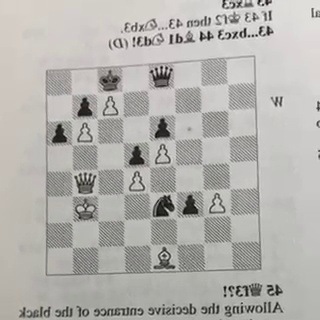 43 ♖xc3
If 43 ♔f2 then 43...♘xb3.
43...bxc3 44 ♗d1 ♘d3! (D)
W
45 ♕f3?!
Allowing the decisive entrance of the black